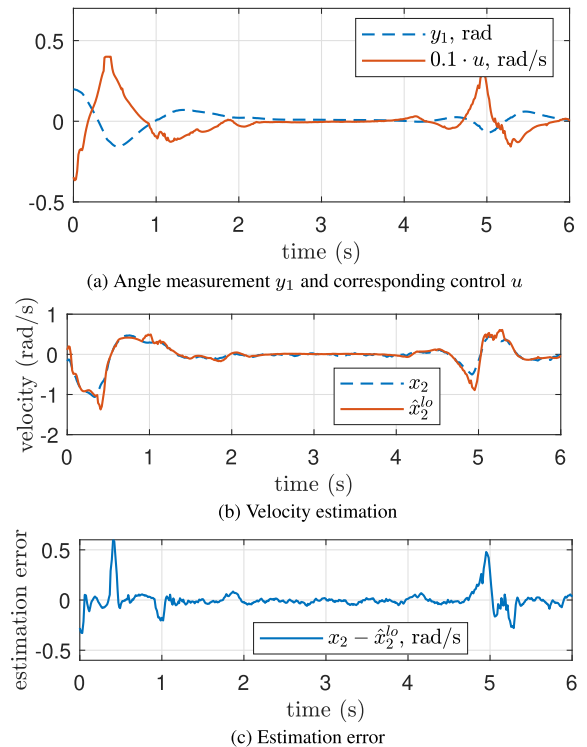 0.5
0
-0.5
y₁, rad
0.1 · u, rad/s
0 1 2 3 4 5 6
time (s)
(a) Angle measurement y₁ and corresponding control u
velocity (rad/s)
1
0
-1
-2
x₂
x̂₂ˡᵒ
0 1 2 3 4 5 6
time (s)
(b) Velocity estimation
estimation error
0.5
0
-0.5
x₂ − x̂₂ˡᵒ, rad/s
0 1 2 3 4 5 6
time (s)
(c) Estimation error